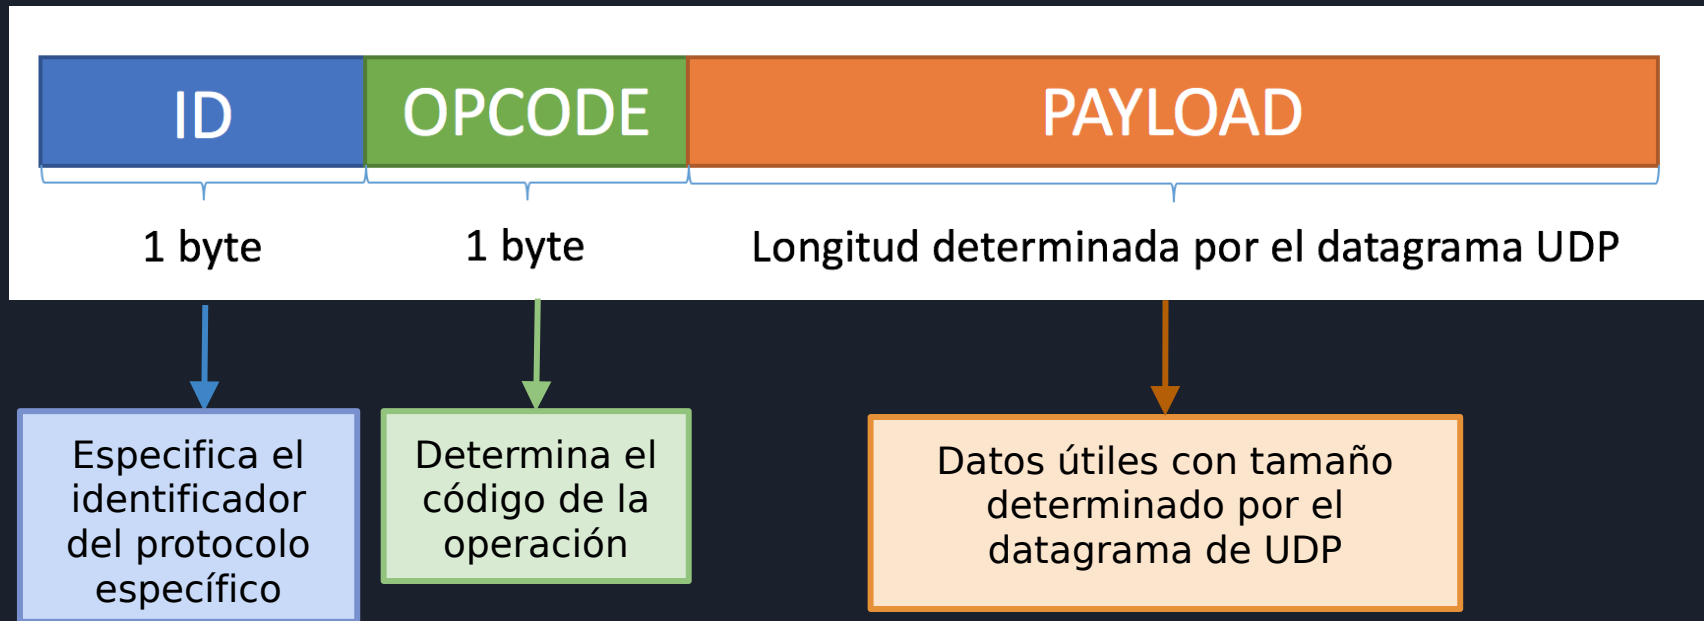 ID
OPCODE
PAYLOAD
1 byte
1 byte
Longitud determinada por el datagrama UDP
Especifica el
identificador
del protocolo
específico
Determina el
código de la
operación
Datos útiles con tamaño
determinado por el
datagrama de UDP